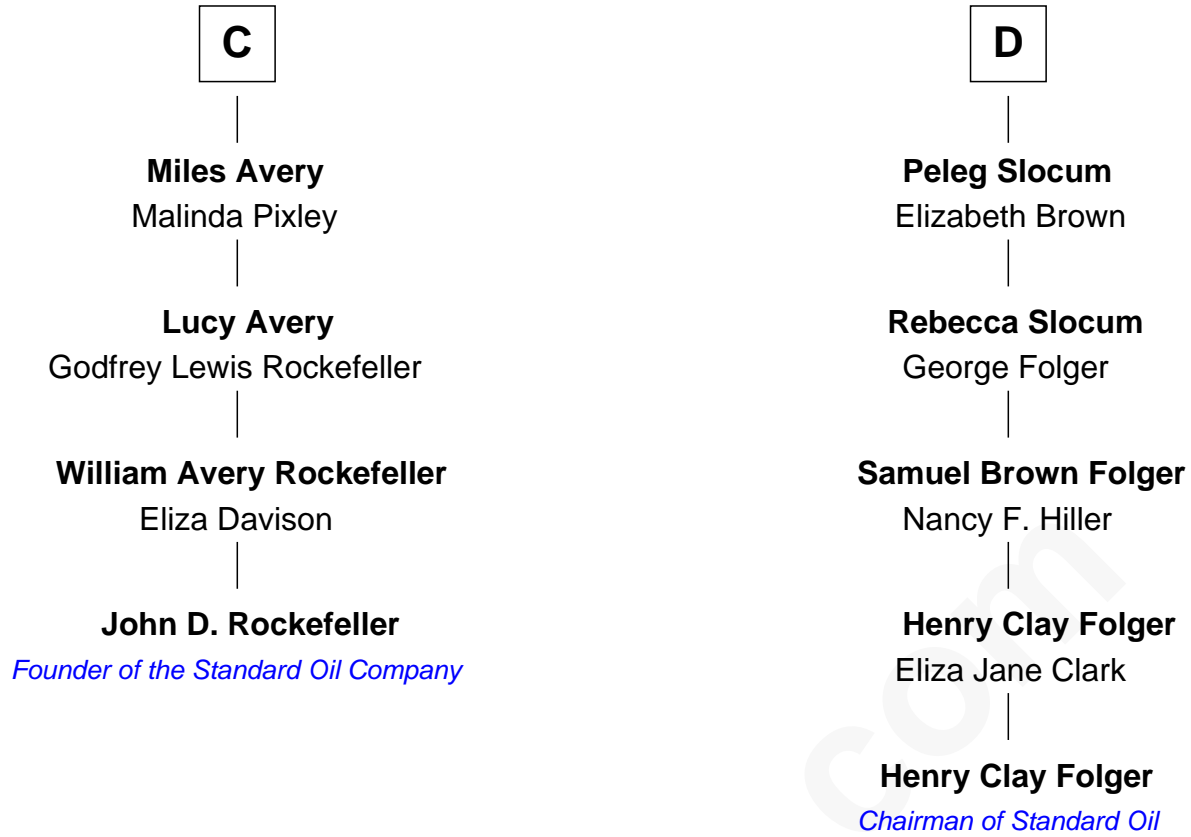 C
Miles Avery
Malinda Pixley
Lucy Avery
Godfrey Lewis Rockefeller
William Avery Rockefeller
Eliza Davison
John D. Rockefeller
Founder of the Standard Oil Company
D
Peleg Slocum
Elizabeth Brown
Rebecca Slocum
George Folger
Samuel Brown Folger
Nancy F. Hiller
Henry Clay Folger
Eliza Jane Clark
Henry Clay Folger
Chairman of Standard Oil
com